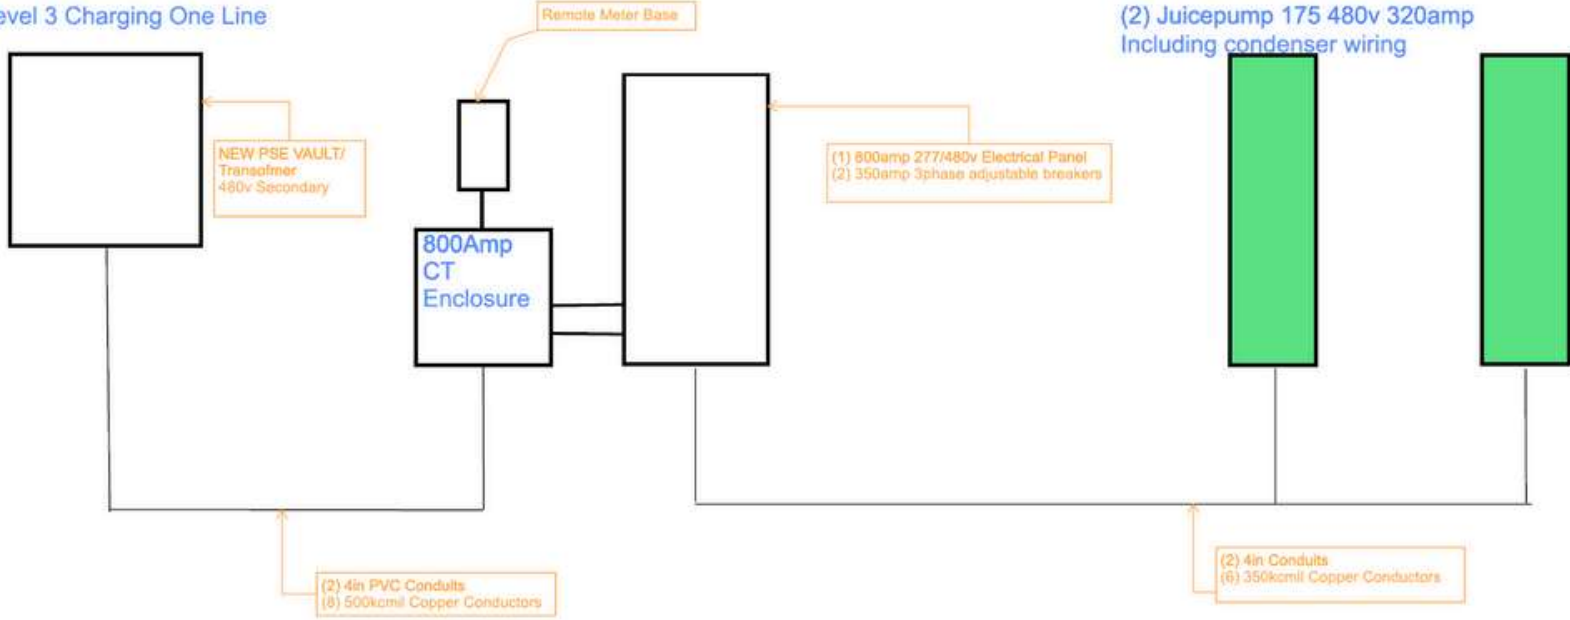 evel 3 Charging One Line
Remote Meter Base
(2) Juicepump 175 480v 320amp
Including condenser wiring
NEW PSE VAULT/
Transofmer
480v Secondary
(1) 800amp 277/480v Electrical Panel
(2) 350amp 3phase adjustable breakers
800Amp
CT
Enclosure
(2) 4in PVC Conduits
(8) 500kcmil Copper Conductors
(2) 4in Conduits
(6) 350kcmil Copper Conductors